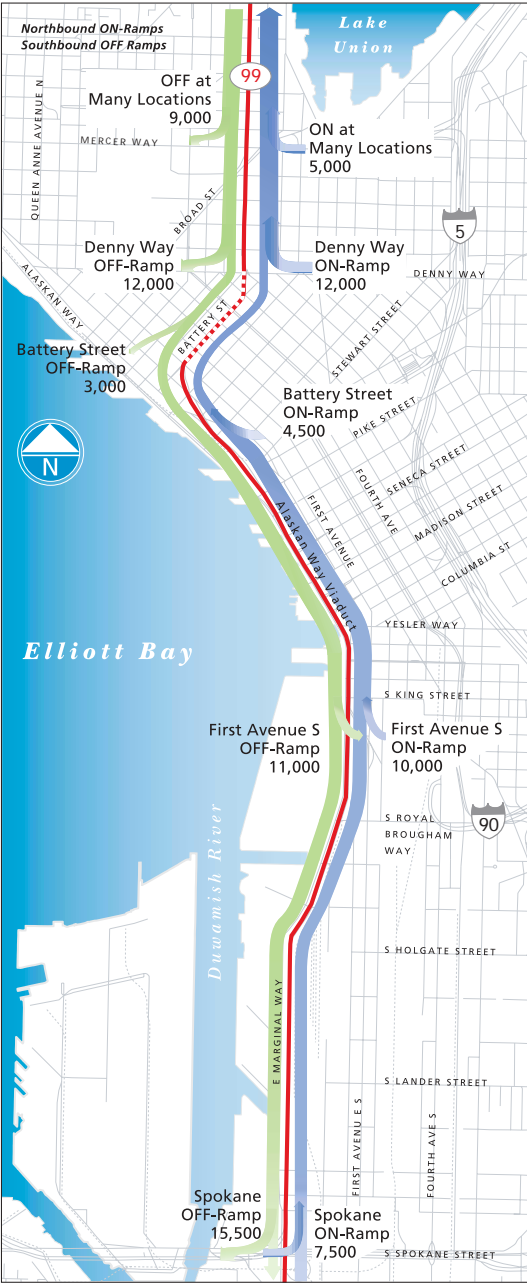 Northbound ON-Ramps
Southbound OFF Ramps
Lake
Union
99
OFF at
Many Locations
9,000
ON at
Many Locations
5,000
MERCER WAY
QUEEN ANNE AVENUE N
BROAD ST
5
Denny Way
OFF-Ramp
12,000
Denny Way
ON-Ramp
12,000
DENNY WAY
ALASKAN WAY
BATTERY ST
STEWART STREET
Battery Street
OFF-Ramp
3,000
Battery Street
ON-Ramp
4,500
PIKE STREET
N
SENECA STREET
FOURTH AVE
FIRST AVENUE
MADISON STREET
Alaskan Way Viaduct
COLUMBIA ST
YESLER WAY
Elliott Bay
S KING STREET
First Avenue S
OFF-Ramp
11,000
First Avenue S
ON-Ramp
10,000
Duwamish River
S ROYAL
BROUGHAM
WAY
90
S HOLGATE STREET
E MARGINAL WAY
S LANDER STREET
FIRST AVENU E S
FOURTH AVE S
Spokane
OFF-Ramp
15,500
Spokane
ON-Ramp
7,500
S SPOKANE STREET